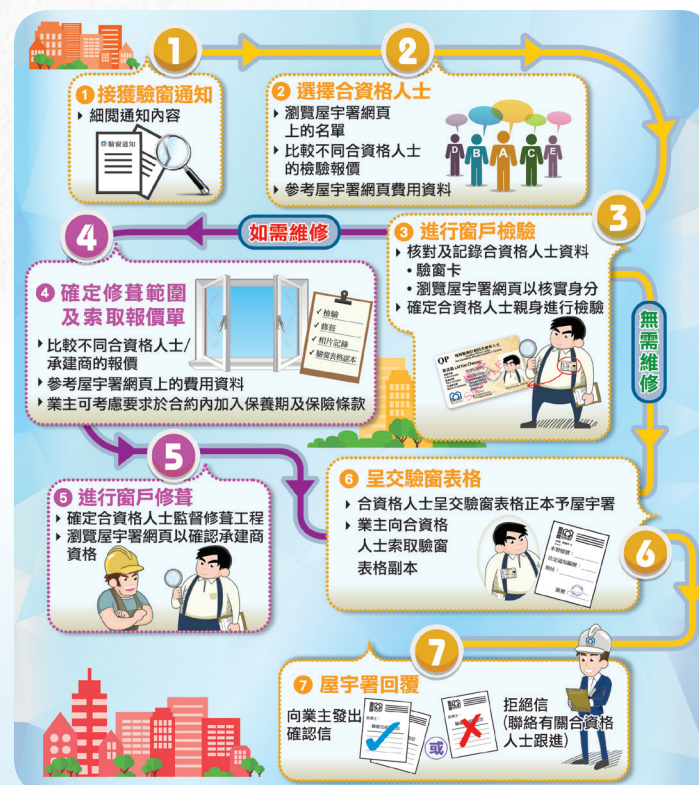 1
❶接獲驗窗通知
▸ 細閱通知內容
驗窗通知
2
❷ 選擇合資格人士
▸ 瀏覽屋宇署網頁
上的名單
▸ 比較不同合資格人士
的檢驗報價
▸ 參考屋宇署網頁費用資料
D B A C E
3
❸ 進行窗戶檢驗
▸ 核對及記錄合資格人士資料
• 驗窗卡
• 瀏覽屋宇署網頁以核實身分
▸ 確定合資格人士親身進行檢驗
OP
如需維修
無需維修
4
❹ 確定修葺範圍
及索取報價單
✓檢驗
✓修葺
✓相片記錄
✓驗窗表格副本
▸ 比較不同合資格人士/
承建商的報價
▸ 參考屋宇署網頁上的費用資料
▸ 業主可考慮要求於合約內加入保養期及保險條款
5
❺ 進行窗戶修葺
▸ 確定合資格人士監督修葺工程
▸ 瀏覽屋宇署網頁以確認承建商
資格
6
❻ 呈交驗窗表格
▸ 合資格人士呈交驗窗表格正本予屋宇署
▸ 業主向合資格
人士索取驗窗
表格副本
地址：
簽署：
7
❼ 屋宇署回覆
向業主發出
確認信
或
拒絕信
(聯絡有關合資格
人士跟進)